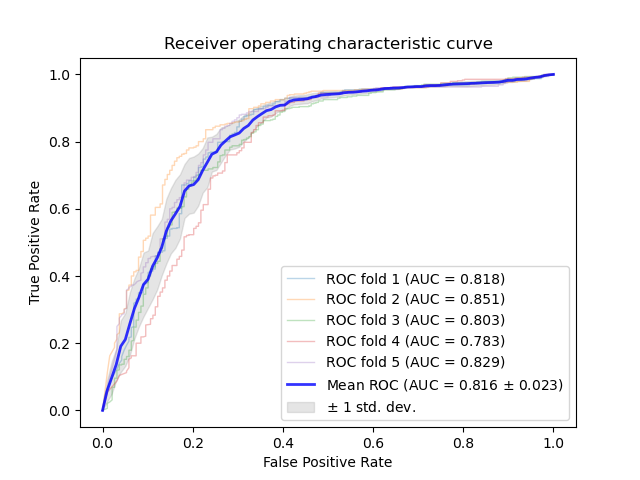 Receiver operating characteristic curve
True Positive Rate
1.0
0.8
0.6
0.4
0.2
0.0
ROC fold 1 (AUC = 0.818)
ROC fold 2 (AUC = 0.851)
ROC fold 3 (AUC = 0.803)
ROC fold 4 (AUC = 0.783)
ROC fold 5 (AUC = 0.829)
Mean ROC (AUC = 0.816 ± 0.023)
± 1 std. dev.
0.0 0.2 0.4 0.6 0.8 1.0
False Positive Rate